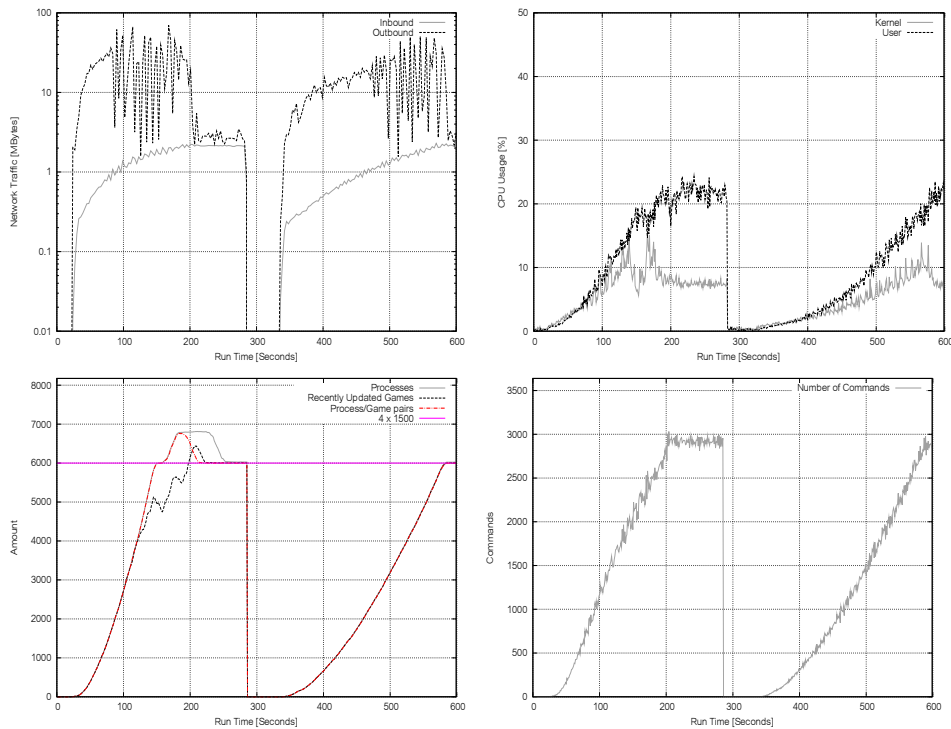 Network Traffic [MBytes]
100
10
1
0.1
0.01
Inbound
Outbound
0 100 200 300 400 500 600
Run Time [Seconds]
CPU Usage [%]
50
40
30
20
10
0
Kernel
User
0 100 200 300 400 500 600
Run Time [Seconds]
Amount
8000
7000
6000
5000
4000
3000
2000
1000
0
Processes
Recently Updated Games
Process/Game pairs
4 x 1500
0 100 200 300 400 500 600
Run Time [Seconds]
Commands
3500
3000
2500
2000
1500
1000
500
0
Number of Commands
0 100 200 300 400 500 600
Run Time [Seconds]